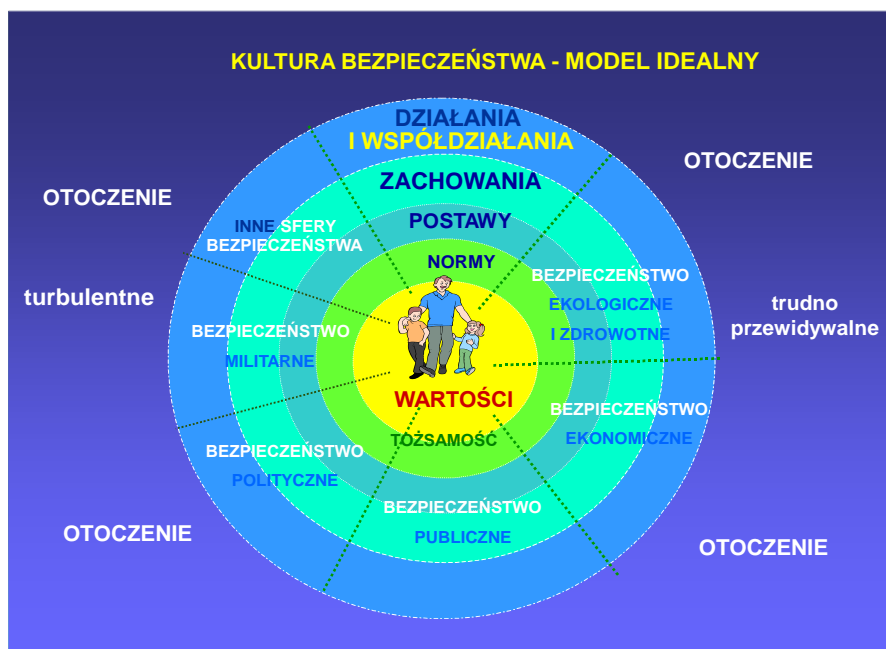 KULTURA BEZPIECZEŃSTWA - MODEL IDEALNY
DZIAŁANIA
I WSPÓŁDZIAŁANIA
OTOCZENIE
ZACHOWANIA
OTOCZENIE
POSTAWY
INNE SFERY
BEZPIECZEŃSTWA
NORMY
BEZPIECZEŃSTWO
EKOLOGICZNE
I ZDROWOTNE
turbulentne
trudno
przewidywalne
BEZPIECZEŃSTWO
MILITARNE
WARTOŚCI
BEZPIECZEŃSTWO
EKONOMICZNE
TOŻSAMOŚĆ
BEZPIECZEŃSTWO
POLITYCZNE
BEZPIECZEŃSTWO
PUBLICZNE
OTOCZENIE
OTOCZENIE